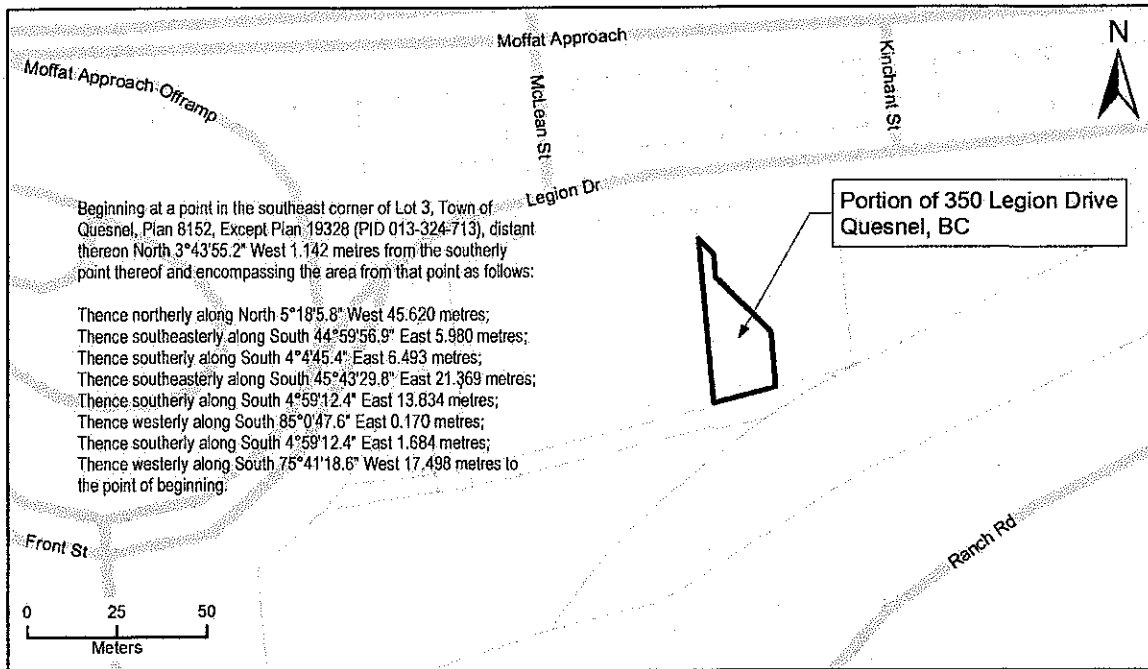 Moffat Approach
N
Moffat Approach Offramp
McLean St
Kinchant St
Legion Dr
Portion of 350 Legion Drive
Quesnel, BC
Beginning at a point in the southeast corner of Lot 3, Town of
Quesnel, Plan 8152, Except Plan 19328 (PID 013-324-713), distant
thereon North 3°43'55.2" West 1.142 metres from the southerly
point thereof and encompassing the area from that point as follows:
Thence northerly along North 5°18'5.8" West 45.620 metres;
Thence southeasterly along South 44°59'56.9" East 5.980 metres;
Thence southerly along South 4°4'45.4" East 6.493 metres;
Thence southeasterly along South 45°43'29.8" East 21.369 metres;
Thence southerly along South 4°59'12.4" East 13.834 metres;
Thence westerly along South 85°0'47.6" East 0.170 metres;
Thence southerly along South 4°59'12.4" East 1.684 metres;
Thence westerly along South 75°41'18.6" West 17.498 metres to
the point of beginning.
Front St
Ranch Rd
0 25 50
Meters